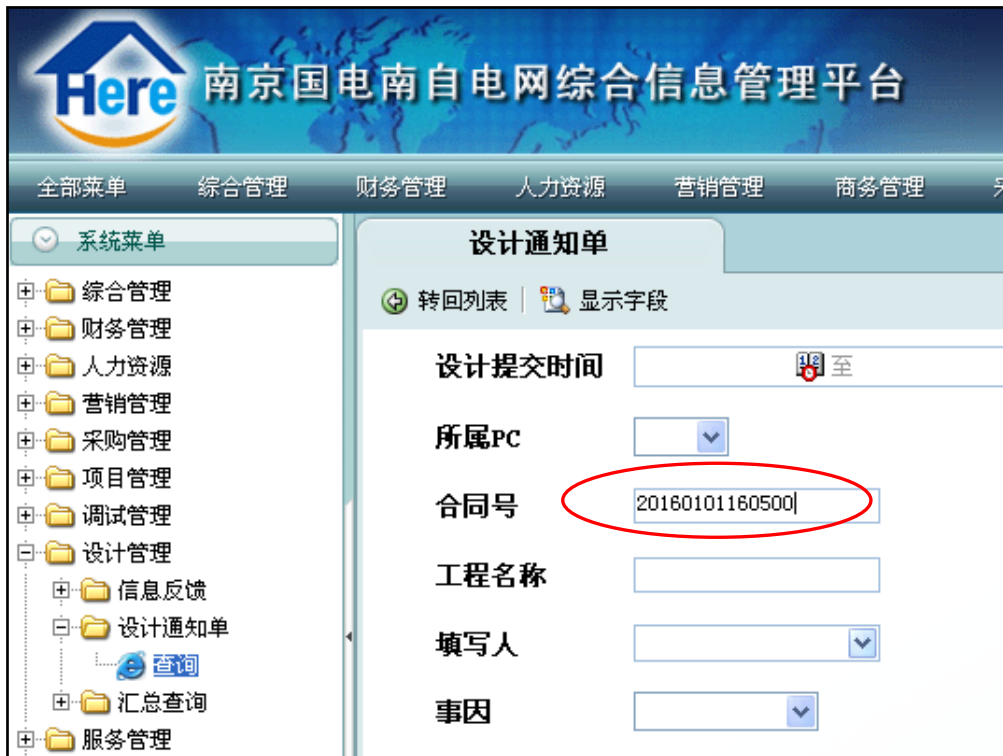 Here 南京国电南自电网综合信息管理平台
全部菜单 综合管理 财务管理 人力资源 营销管理 商务管理
系统菜单
综合管理
财务管理
人力资源
营销管理
采购管理
项目管理
调试管理
设计管理
信息反馈
设计通知单
查询
汇总查询
服务管理
设计通知单
转回列表 显示字段
设计提交时间 至
所属PC
合同号 20160101160500
工程名称
填写人
事因